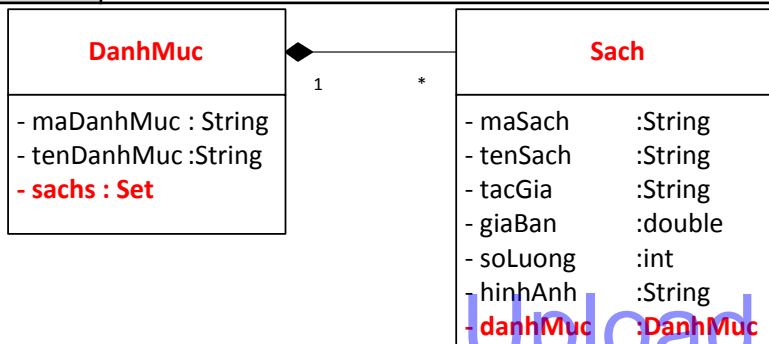 DanhMuc
- maDanhMuc : String
- tenDanhMuc :String
- sachs : Set
1 *
Sach
- maSach :String
- tenSach :String
- tacGia :String
- giaBan :double
- soLuong :int
- hinhAnh :String
- danhMuc :DanhMuc
Upload